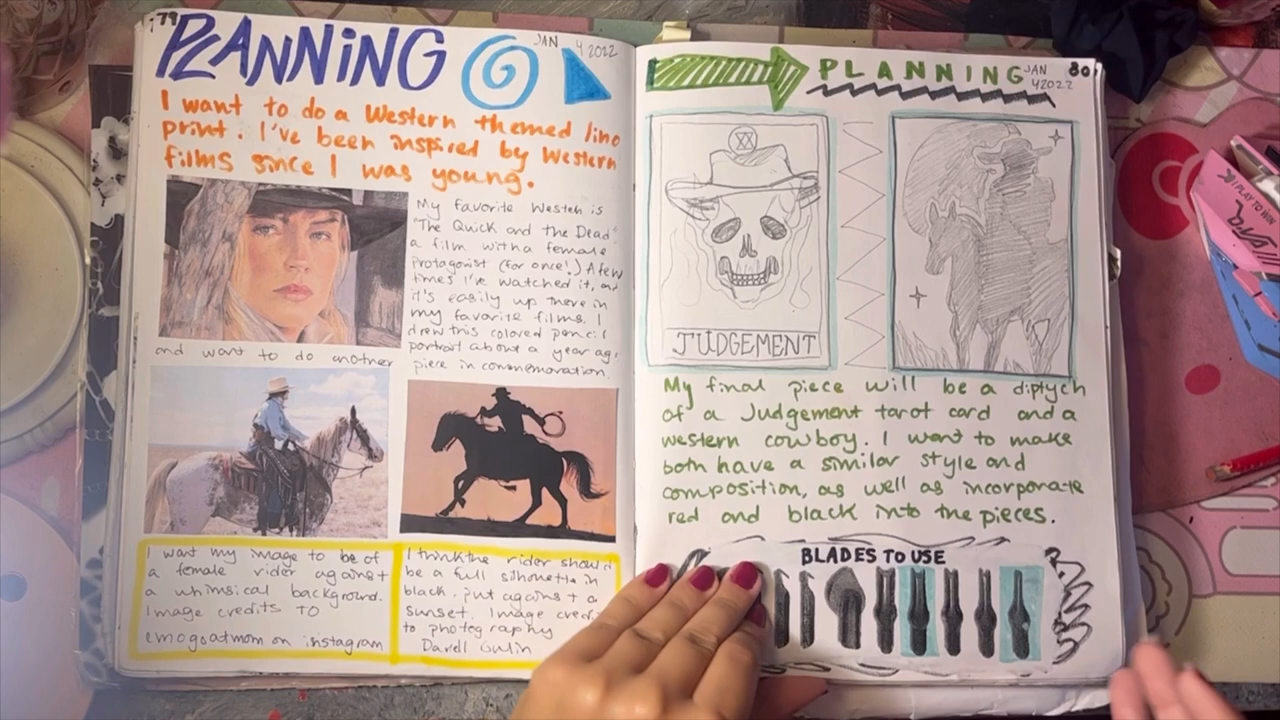 79
PLANNING
JAN 4 2022
I want to do a Western themed lino
print. I've been inspired by Western
films since I was young.
My favorite Westen is
"The Quick and the Dead"
a film with a female
protagonist (for once!) A few
times I've watched it, and
it's easily up there in
my favorite films. I
drew this colored pencil
portrait about a year ago
and want to do another
piece in commemoration.
I want my image to be of
a female rider against
a whimsical background.
Image credits to
emogoatmom on instagram
I think the rider should
be a full silhouette in
black, put against a
sunset. Image credit
to photography
Darell Gulin
PLANNING
JAN
4 2022
80
XX
JUDGEMENT
My final piece will be a diptych
of a Judgement tarot card and a
western cowboy. I want to make
both have a similar style and
composition, as well as incorporate
red and black into the pieces.
BLADES TO USE
I PLAY TO WIN